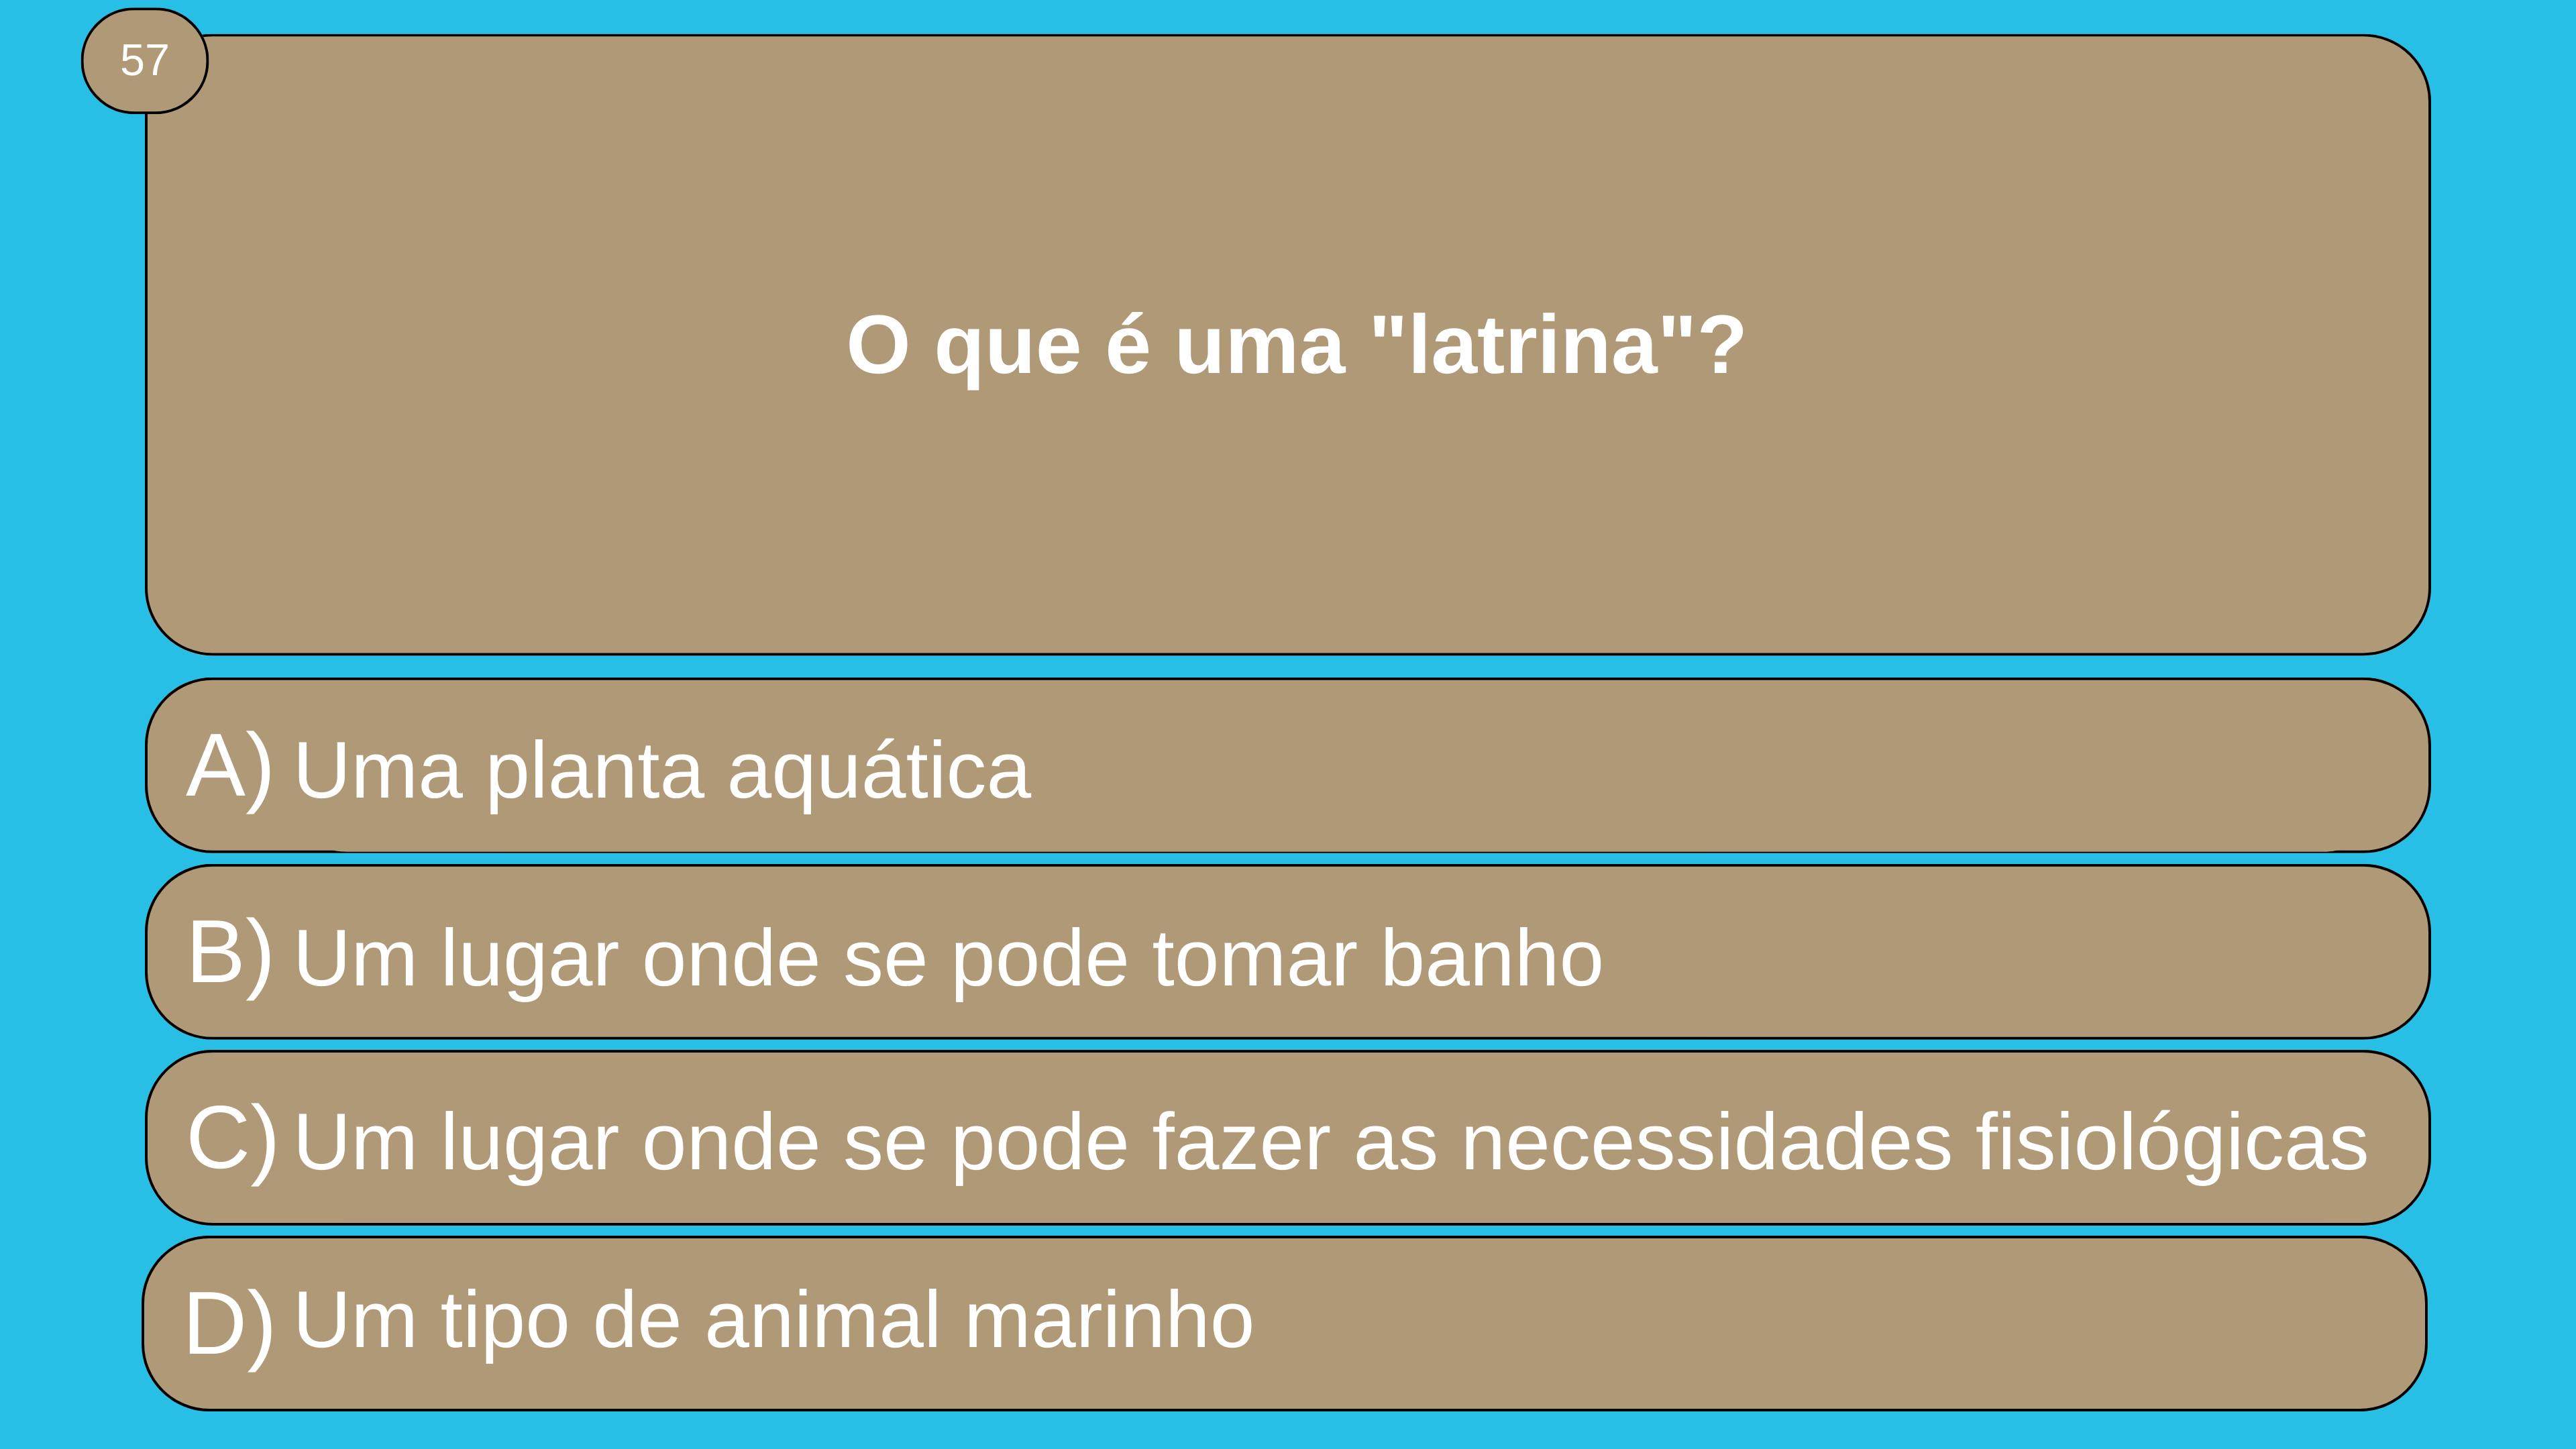 57
O que é uma "latrina"?
A) Uma planta aquática
B) Um lugar onde se pode tomar banho
C) Um lugar onde se pode fazer as necessidades fisiológicas
D) Um tipo de animal marinho